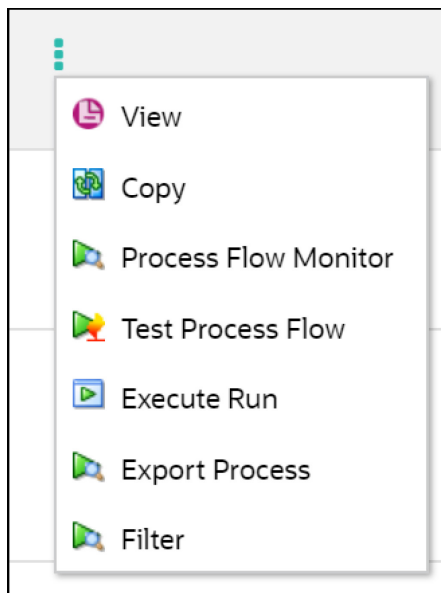 View
Copy
Process Flow Monitor
Test Process Flow
Execute Run
Export Process
Filter